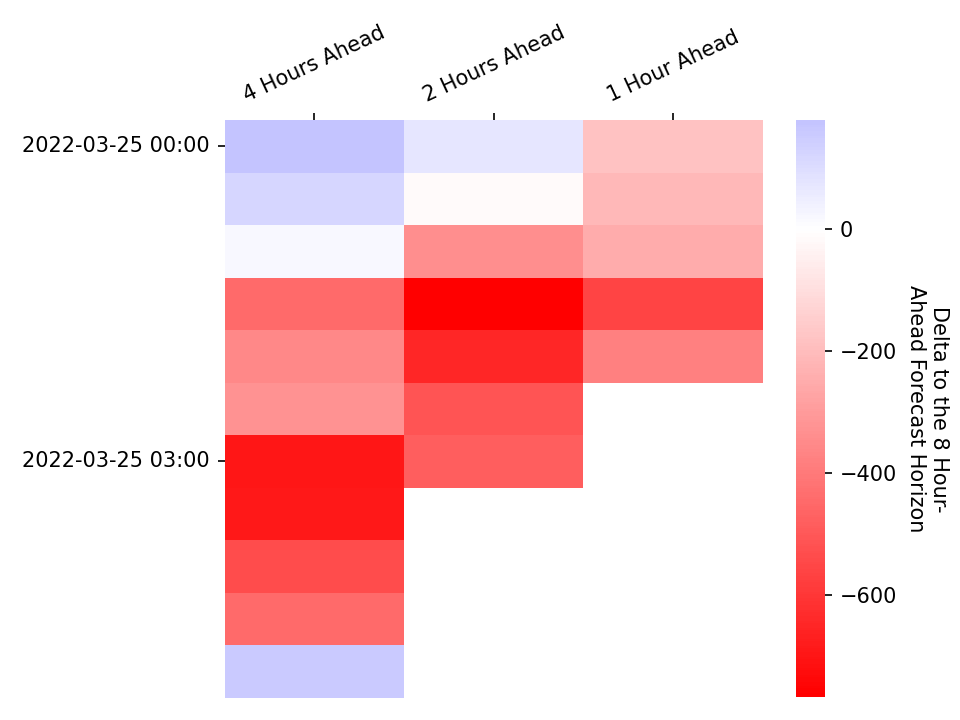 4 Hours Ahead
2 Hours Ahead
1 Hour Ahead
2022-03-25 00:00
2022-03-25 03:00
0
−200
−400
−600
Delta to the 8 Hour-
Ahead Forecast Horizon